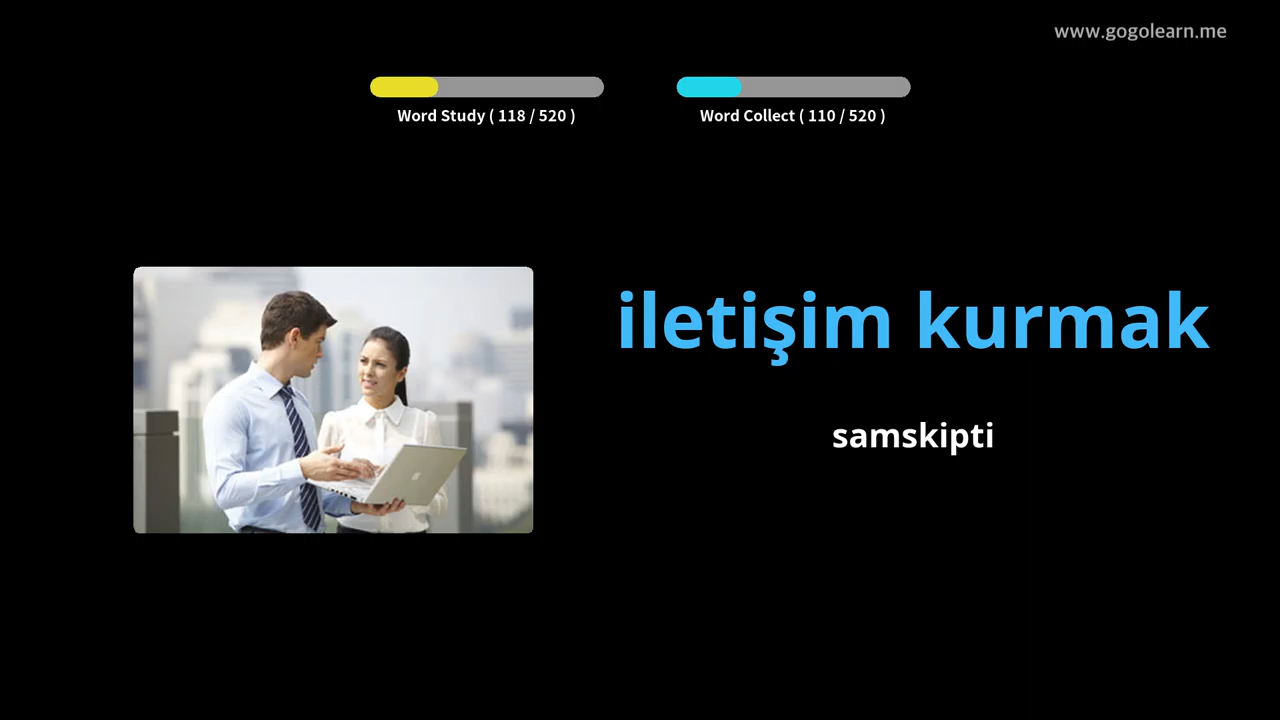 www.gogolearn.me
Word Study ( 118 / 520 )
Word Collect ( 110 / 520 )
iletişim kurmak
samskipti